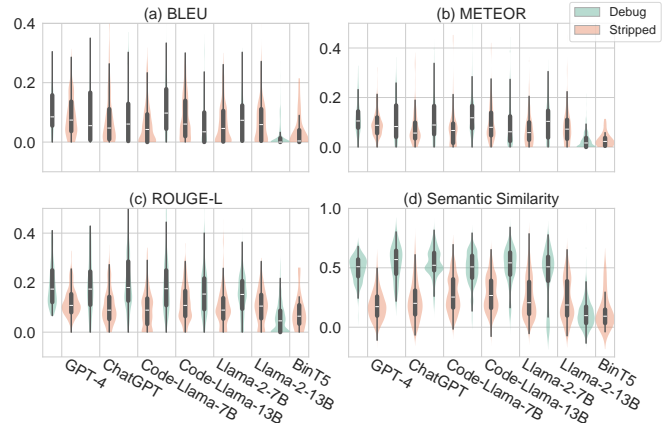 (a) BLEU
(b) METEOR
Debug
Stripped
0.4
0.2
0.0
0.4
0.2
0.0
(c) ROUGE-L
(d) Semantic Similarity
0.4
0.2
0.0
1.0
0.5
0.0
GPT-4
ChatGPT
Code-Llama-7B
Code-Llama-13B
Llama-2-7B
Llama-2-13B
BinT5
GPT-4
ChatGPT
Code-Llama-7B
Code-Llama-13B
Llama-2-7B
Llama-2-13B
BinT5